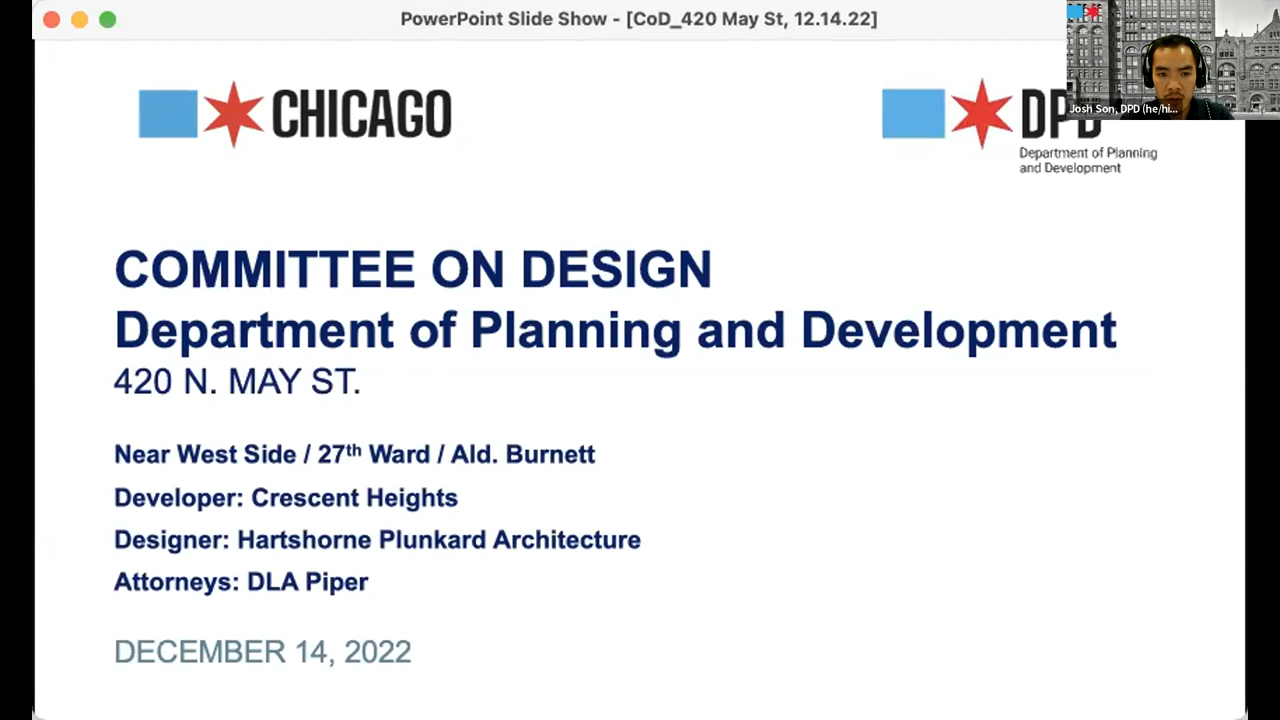 PowerPoint Slide Show - [CoD_420 May St, 12.14.22]
CHICAGO
DPD
Department of Planning
and Development
Josh Son, DPD (he/hi...
COMMITTEE ON DESIGN
Department of Planning and Development
420 N. MAY ST.
Near West Side / 27th Ward / Ald. Burnett
Developer: Crescent Heights
Designer: Hartshorne Plunkard Architecture
Attorneys: DLA Piper
DECEMBER 14, 2022